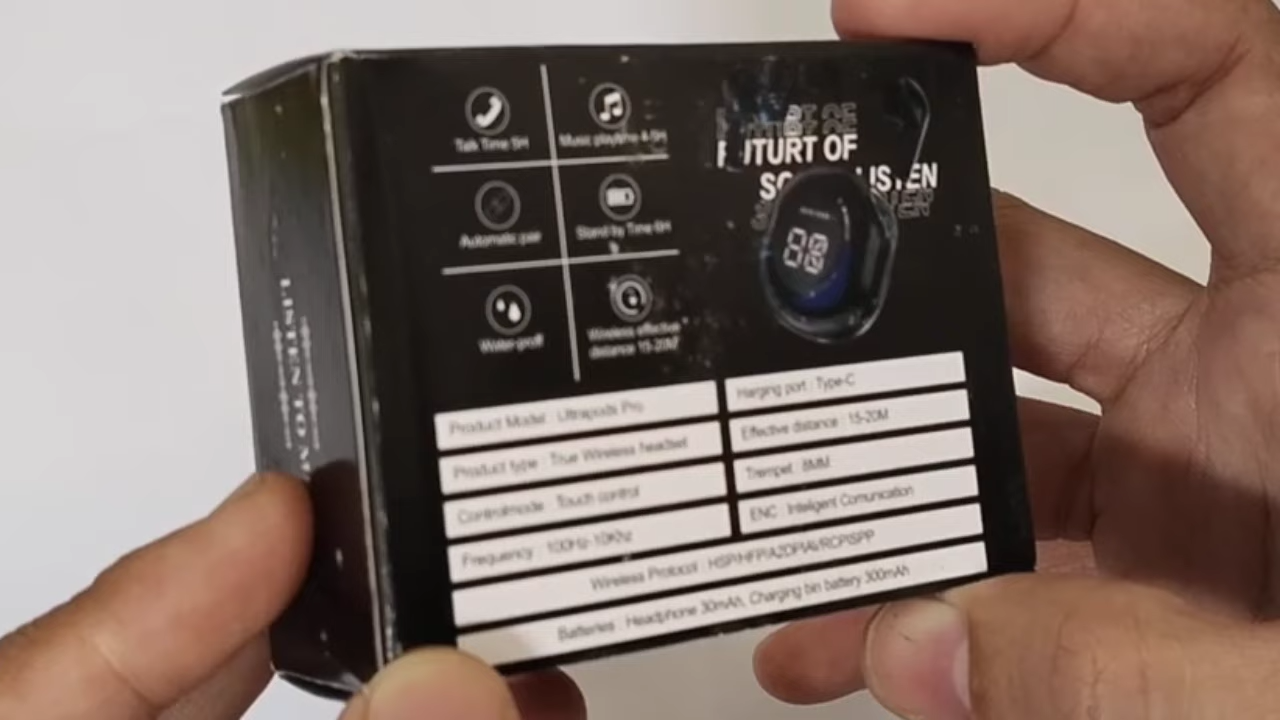 Talk Time 5H
Music playtime 4-5H
Automatic pair
Stand by Time 6H
Water-proff
Wireless effective
distance 15-20M
FUTURT OF
LISTEN
88
Product Model : Ultrapods Pro
Product type : True Wireless headset
Controlmode : Touch control
Frequency : 100Hz-10Khz
Harging port : Type-C
Effective distance : 15-20M
Trempet : 8MM
ENC : Inteligent Comunication
Wireless Protocol : HSP/HFP/A2DP/AVRCP/SPP
Batteries : Headphone 30mAh, Charging bin battery 300mAh
LISTEN TO M